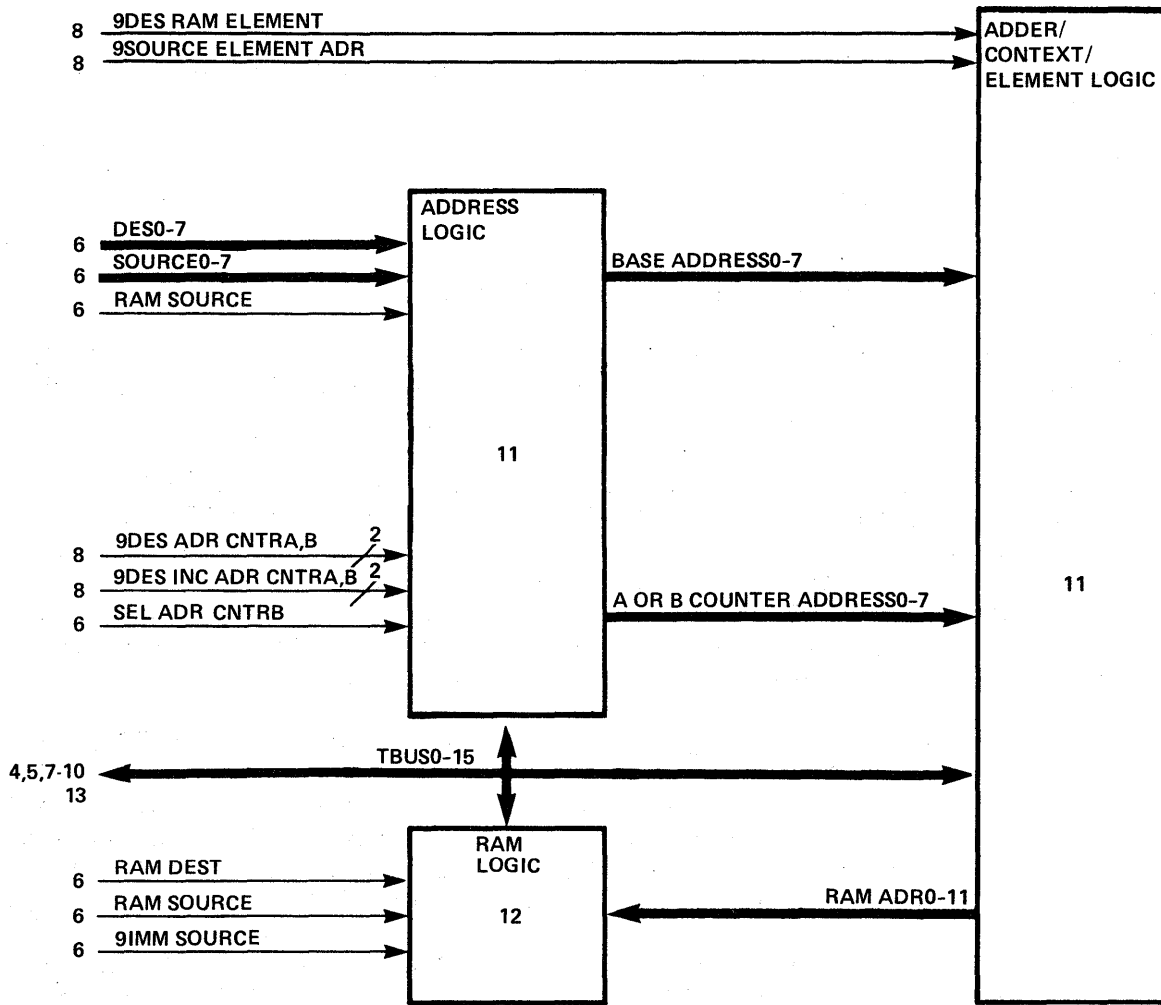 8 9DES RAM ELEMENT
8 9SOURCE ELEMENT ADR
ADDER/
CONTEXT/
ELEMENT LOGIC
ADDRESS
LOGIC
6 DES0-7
6 SOURCE0-7
6 RAM SOURCE
BASE ADDRESS0-7
11
8 9DES ADR CNTRA,B 2
8 9DES INC ADR CNTRA,B 2
6 SEL ADR CNTRB
A OR B COUNTER ADDRESS0-7
11
4,5,7-10
13
TBUS0-15
RAM
LOGIC
6 RAM DEST
6 RAM SOURCE
6 9IMM SOURCE
12
RAM ADR0-11